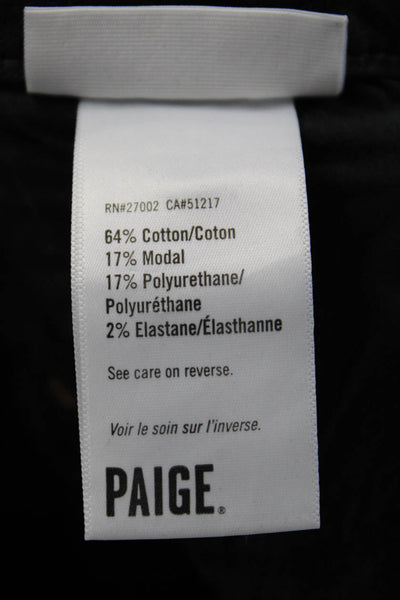 RN#27002 CA#51217
64% Cotton/Coton
17% Modal
17% Polyurethane/
Polyuréthane
2% Elastane/Élasthanne
See care on reverse.
Voir le soin sur l'inverse.
PAIGE®